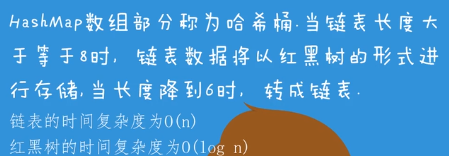 HashMap数组部分称为哈希桶.当链表长度大
于等于8时, 链表数据将以红黑树的形式进
行存储,当长度降到6时, 转成链表.
链表的时间复杂度为O(n)
红黑树的时间复杂度为O(log n)